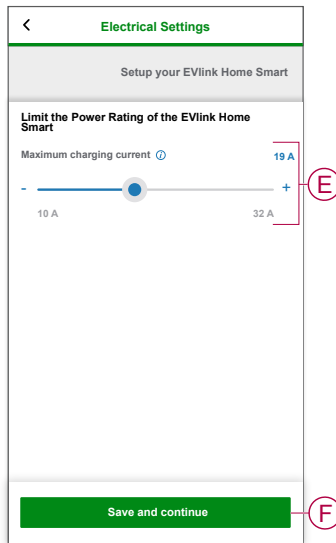 Electrical Settings
Setup your EVlink Home Smart
Limit the Power Rating of the EVlink Home
Smart
Maximum charging current i 19 A
- +
10 A 32 A
E
Save and continue
F